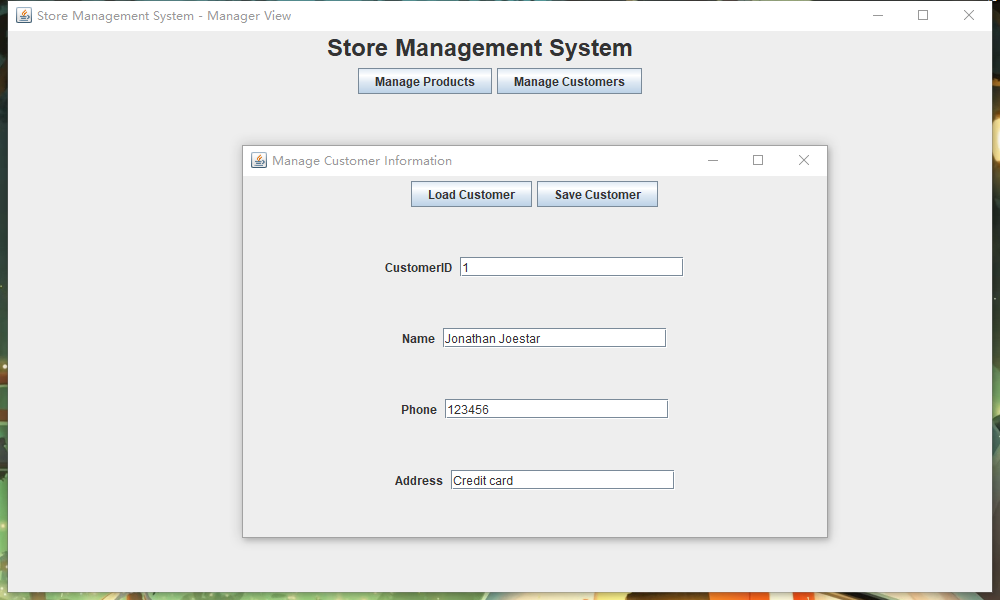 Store Management System - Manager View
Store Management System
Manage Products Manage Customers
Manage Customer Information
Load Customer Save Customer
CustomerID 1
Name Jonathan Joestar
Phone 123456
Address Credit card